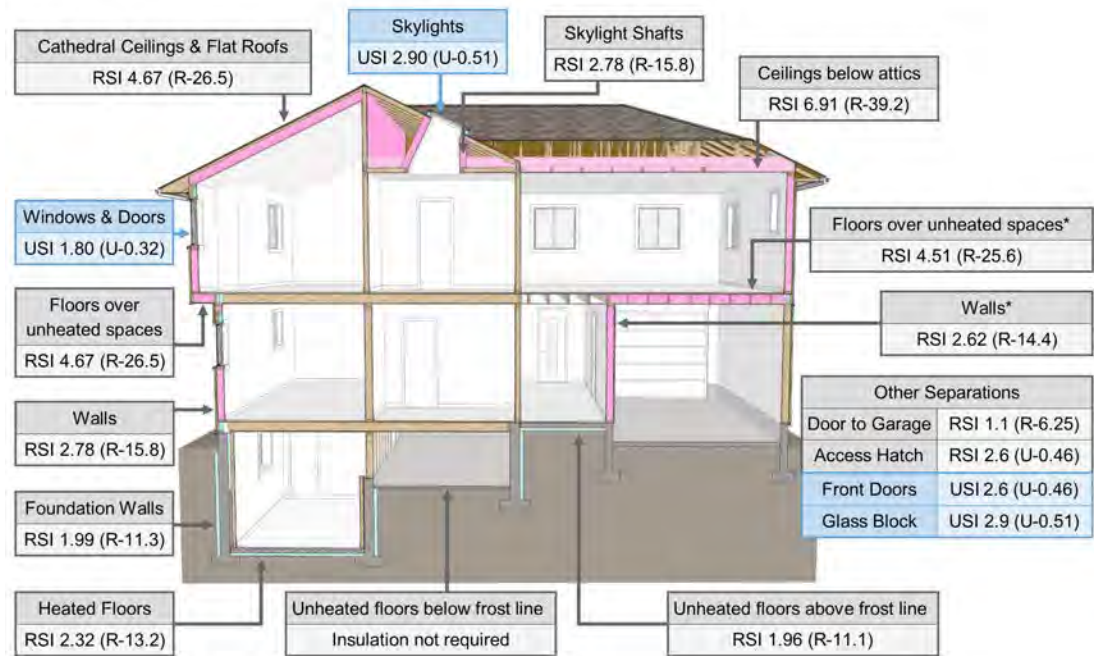 Cathedral Ceilings & Flat Roofs
RSI 4.67 (R-26.5)
Skylights
USI 2.90 (U-0.51)
Skylight Shafts
RSI 2.78 (R-15.8)
Ceilings below attics
RSI 6.91 (R-39.2)
Windows & Doors
USI 1.80 (U-0.32)
Floors over unheated spaces*
RSI 4.51 (R-25.6)
Floors over
unheated spaces
RSI 4.67 (R-26.5)
Walls*
RSI 2.62 (R-14.4)
Walls
RSI 2.78 (R-15.8)
Other Separations
Door to Garage RSI 1.1 (R-6.25)
Access Hatch RSI 2.6 (U-0.46)
Front Doors USI 2.6 (U-0.46)
Glass Block USI 2.9 (U-0.51)
Foundation Walls
RSI 1.99 (R-11.3)
Heated Floors
RSI 2.32 (R-13.2)
Unheated floors below frost line
Insulation not required
Unheated floors above frost line
RSI 1.96 (R-11.1)